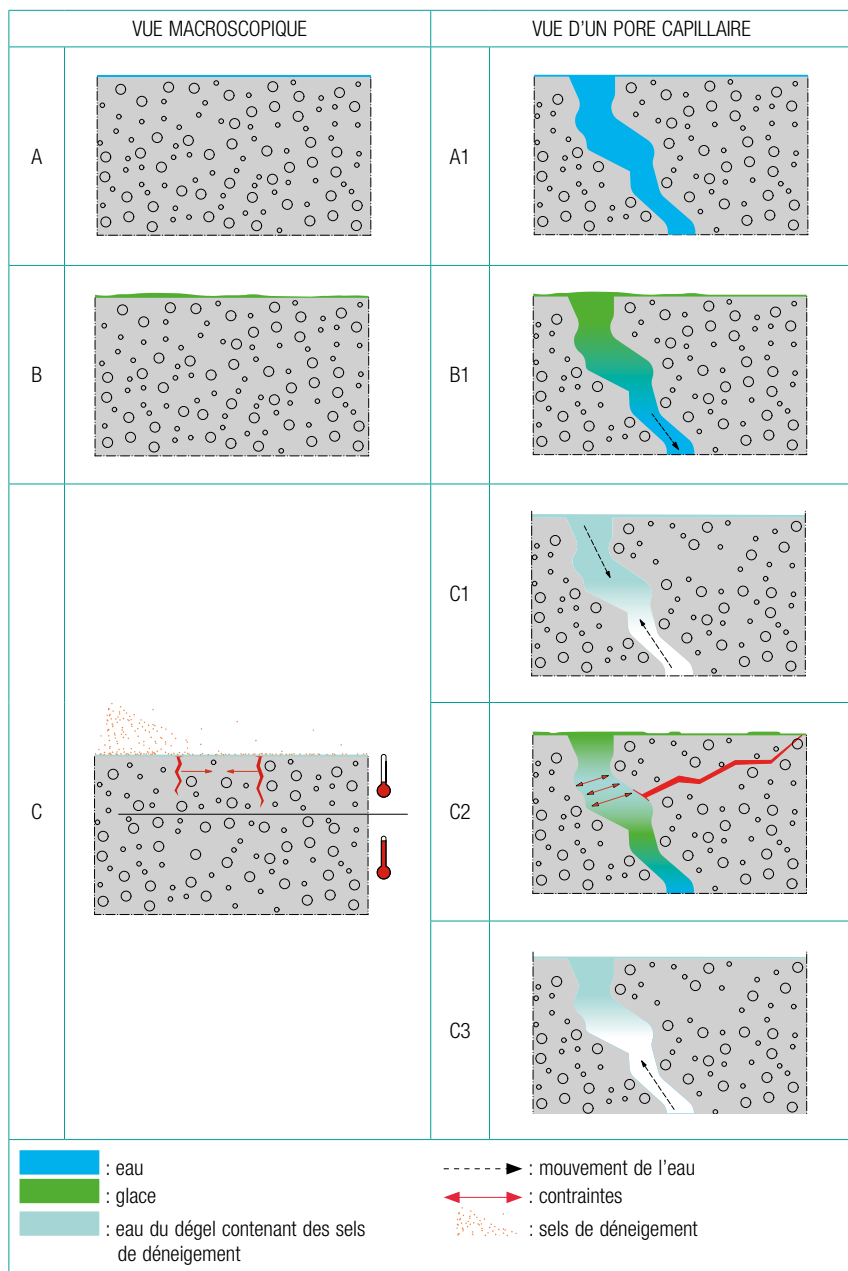 VUE MACROSCOPIQUE
VUE D'UN PORE CAPILLAIRE
A
A1
B
B1
C
C1
C2
C3
: eau
: glace
: eau du dégel contenant des sels
de déneigement
: mouvement de l'eau
: contraintes
: sels de déneigement